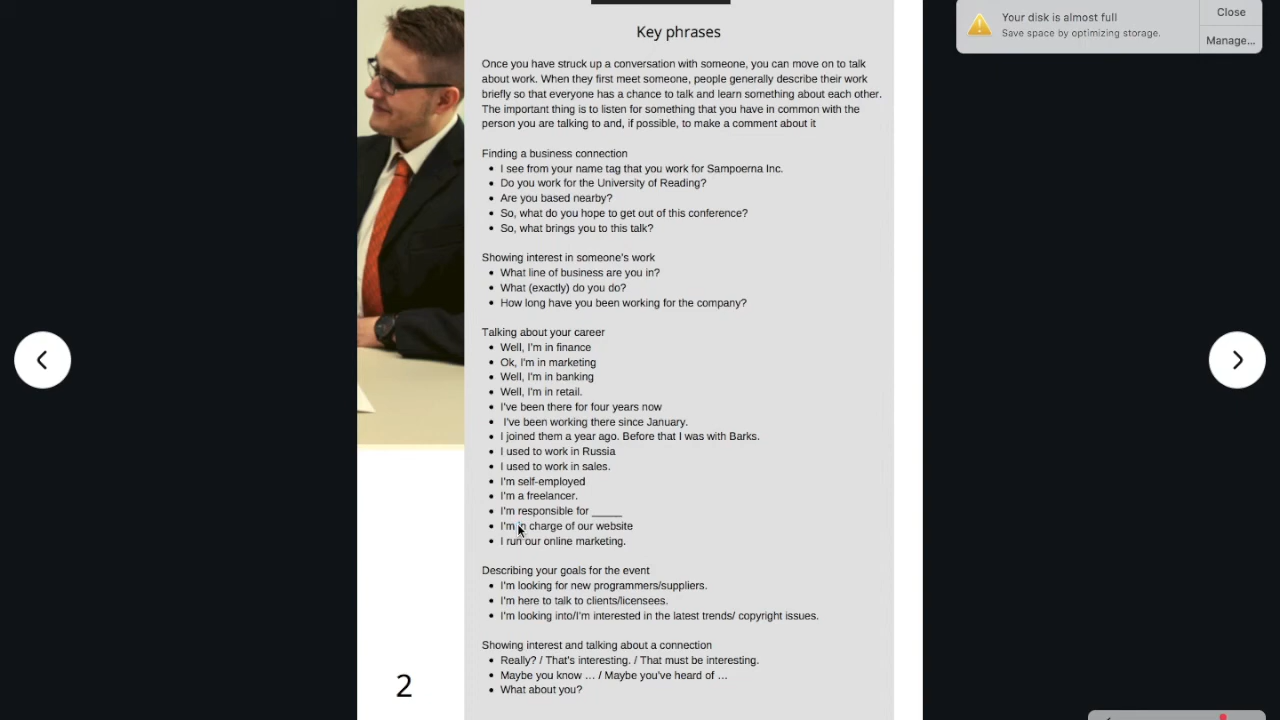 Key phrases
Your disk is almost full
Save space by optimizing storage.
Close
Manage...
Once you have struck up a conversation with someone, you can move on to talk
about work. When they first meet someone, people generally describe their work
briefly so that everyone has a chance to talk and learn something about each other.
The important thing is to listen for something that you have in common with the
person you are talking to and, if possible, to make a comment about it
Finding a business connection
• I see from your name tag that you work for Sampoerna Inc.
• Do you work for the University of Reading?
• Are you based nearby?
• So, what do you hope to get out of this conference?
• So, what brings you to this talk?
Showing interest in someone's work
• What line of business are you in?
• What (exactly) do you do?
• How long have you been working for the company?
Talking about your career
• Well, I'm in finance
• Ok, I'm in marketing
• Well, I'm in banking
• Well, I'm in retail.
• I've been there for four years now
• I've been working there since January.
• I joined them a year ago. Before that I was with Barks.
• I used to work in Russia
• I used to work in sales.
• I'm self-employed
• I'm a freelancer.
• I'm responsible for _____
• I'm in charge of our website
• I run our online marketing.
Describing your goals for the event
• I'm looking for new programmers/suppliers.
• I'm here to talk to clients/licensees.
• I'm looking into/I'm interested in the latest trends/ copyright issues.
Showing interest and talking about a connection
• Really? / That's interesting. / That must be interesting.
• Maybe you know … / Maybe you've heard of …
• What about you?
2